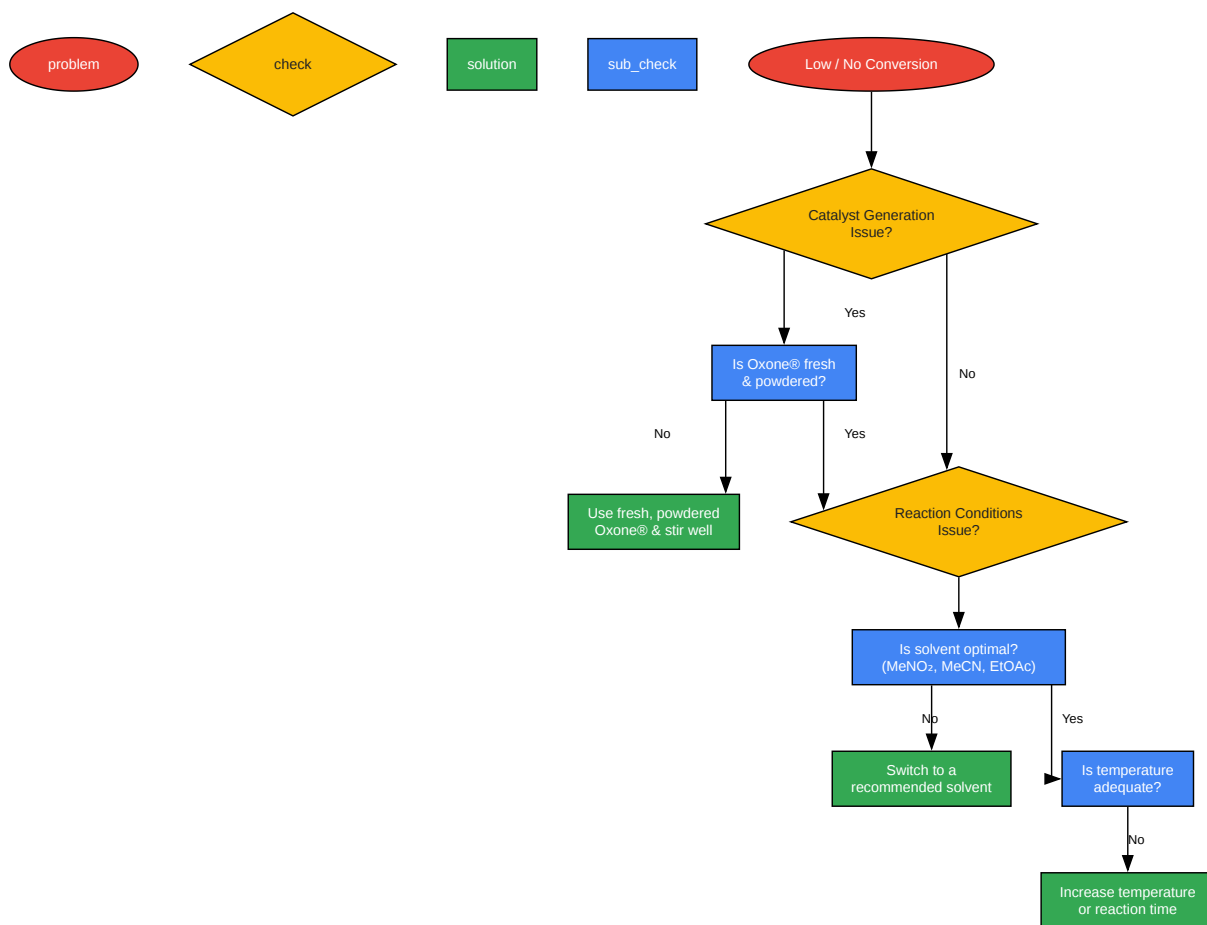 problem
check
solution
sub_check
Low / No Conversion
Catalyst Generation
Issue?
Yes
Is Oxone® fresh
& powdered?
No
No
Yes
Use fresh, powdered
Oxone® & stir well
Reaction Conditions
Issue?
Is solvent optimal?
(MeNO₂, MeCN, EtOAc)
No
Yes
Switch to a
recommended solvent
Is temperature
adequate?
No
Increase temperature
or reaction time